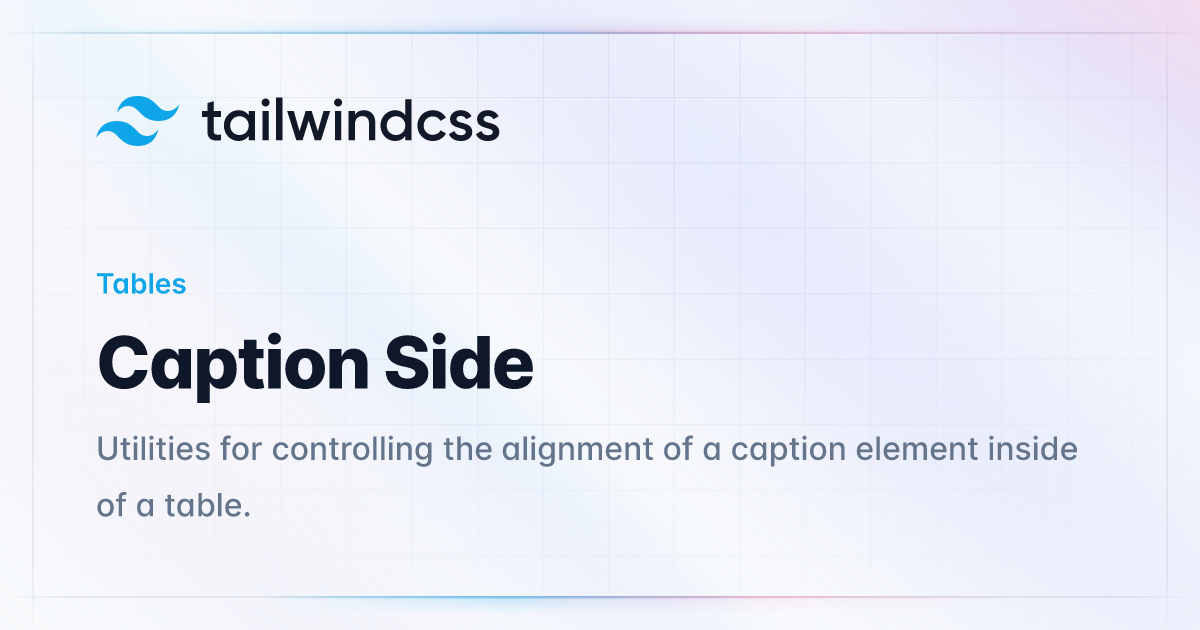 tailwindcss
Tables
Caption Side
Utilities for controlling the alignment of a caption element inside
of a table.